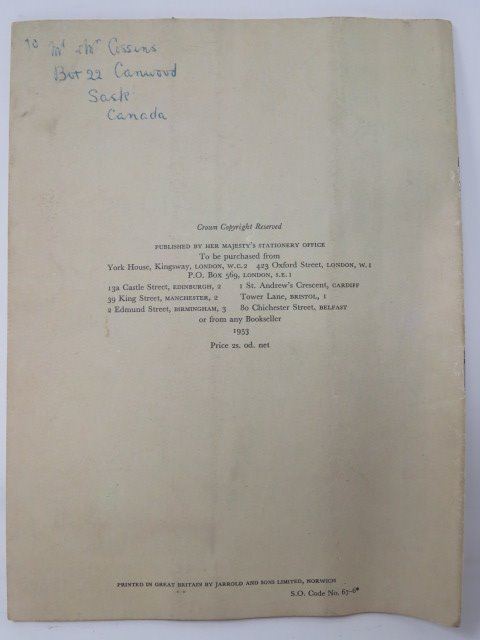 To Mr & Mrs Cossins
Box 22 Canwood
Sask
Canada
Crown Copyright Reserved
PUBLISHED BY HER MAJESTY'S STATIONERY OFFICE
To be purchased from
York House, Kingsway, LONDON, W.C.2 423 Oxford Street, LONDON, W.1
P.O. Box 569, LONDON, S.E.1
13a Castle Street, EDINBURGH, 2 1 St. Andrew's Crescent, CARDIFF
39 King Street, MANCHESTER, 2 Tower Lane, BRISTOL, 1
2 Edmund Street, BIRMINGHAM, 3 80 Chichester Street, BELFAST
or from any Bookseller
1953
Price 2s. od. net
PRINTED IN GREAT BRITAIN BY JARROLD AND SONS LIMITED, NORWICH
S.O. Code No. 67-6*